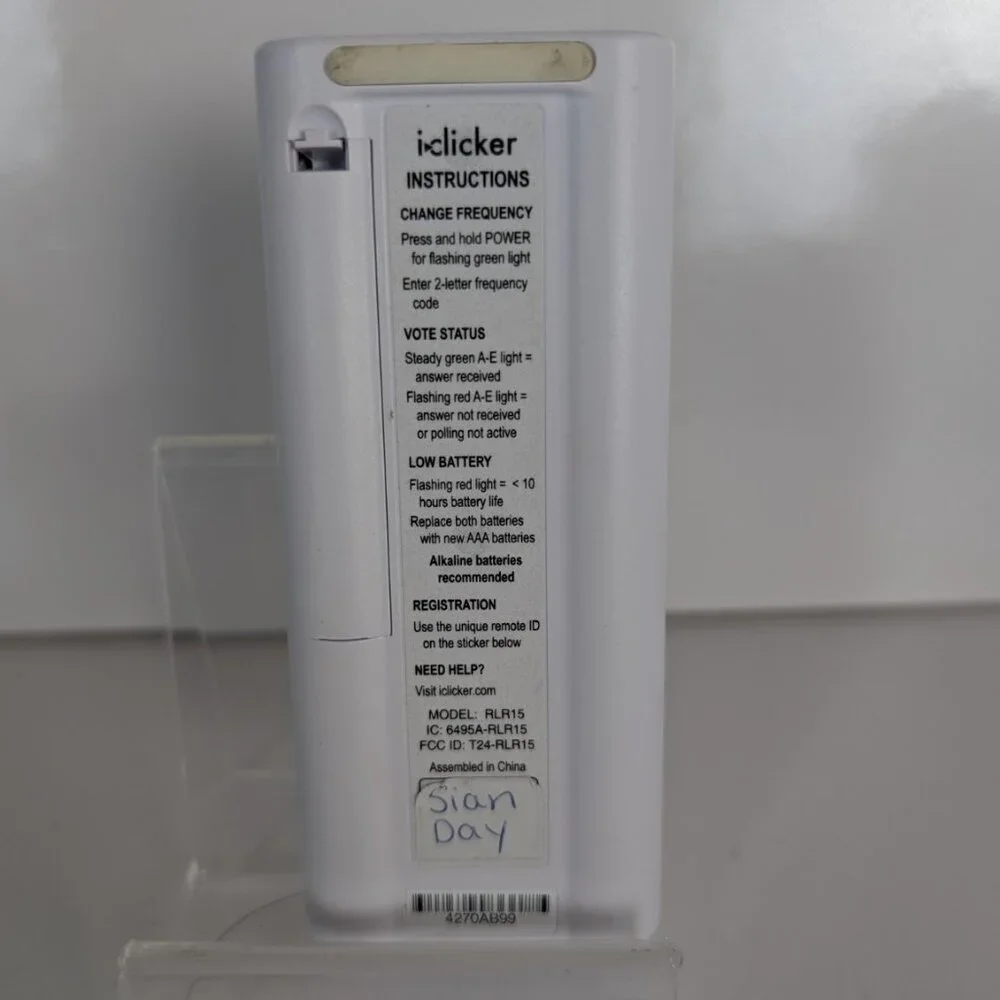 i>clicker
INSTRUCTIONS
CHANGE FREQUENCY
Press and hold POWER
for flashing green light
Enter 2-letter frequency
code
VOTE STATUS
Steady green A-E light =
answer received
Flashing red A-E light =
answer not received
or polling not active
LOW BATTERY
Flashing red light = < 10
hours battery life
Replace both batteries
with new AAA batteries
Alkaline batteries
recommended
REGISTRATION
Use the unique remote ID
on the sticker below
NEED HELP?
Visit iclicker.com
MODEL: RLR15
IC: 6495A-RLR15
FCC ID: T24-RLR15
Assembled in China
Sian
Day
4270AB99